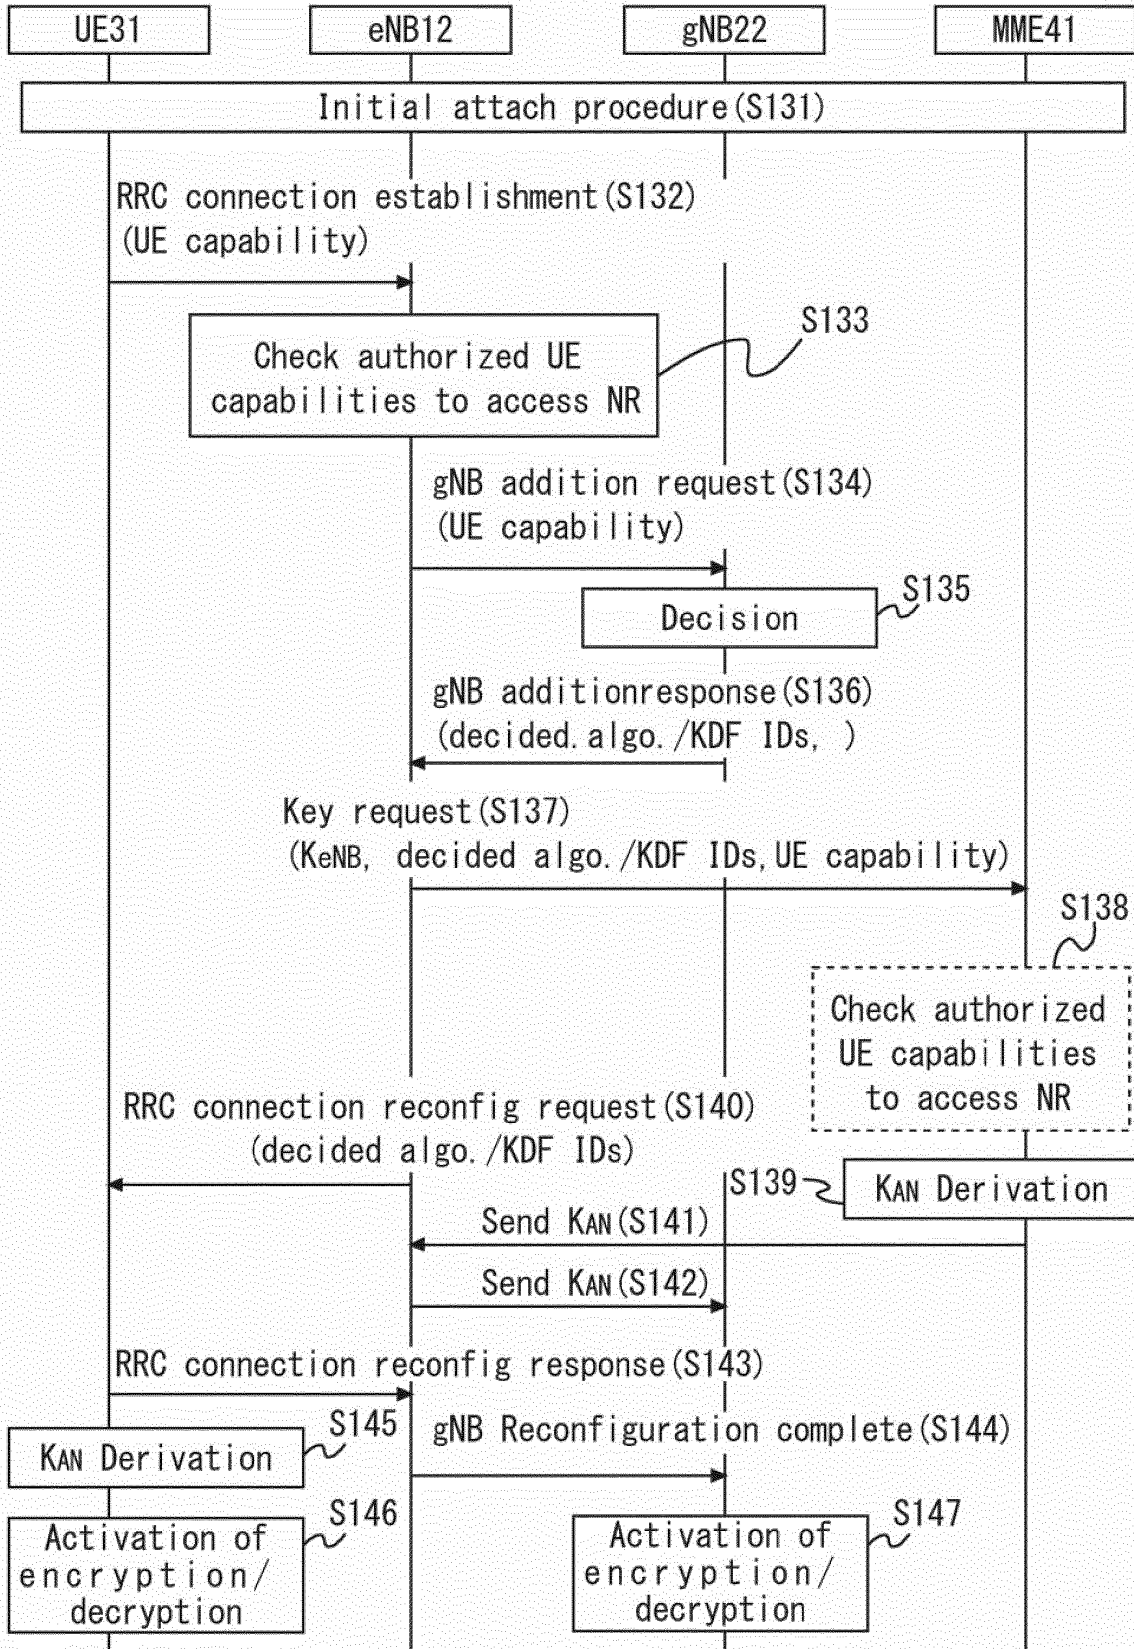 UE31 eNB12 gNB22 MME41
Initial attach procedure(S131)
RRC connection establishment(S132)
(UE capability)
S133
Check authorized UE
capabilities to access NR
gNB addition request(S134)
(UE capability)
S135
Decision
gNB additionresponse(S136)
(decided.algo./KDF IDs, )
Key request(S137)
(KeNB, decided algo./KDF IDs,UE capability)
S138
Check authorized
UE capabilities
to access NR
RRC connection reconfig request(S140)
(decided algo./KDF IDs)
S139
KAN Derivation
Send KAN(S141)
Send KAN(S142)
RRC connection reconfig response(S143)
S145
gNB Reconfiguration complete(S144)
KAN Derivation
S146
S147
Activation of
encryption/
decryption
Activation of
encryption/
decryption